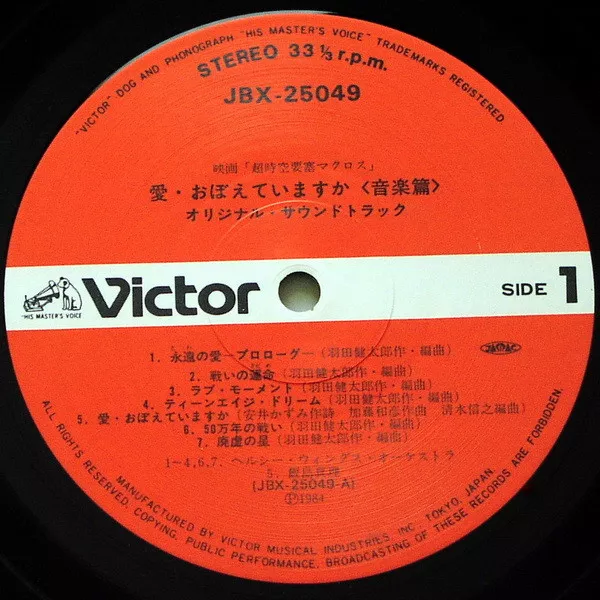 "VICTOR" DOG AND PHONOGRAPH "HIS MASTER'S VOICE" TRADEMARKS REGISTERED.
STEREO 33 1/3 r.p.m.
JBX-25049
映画「超時空要塞マクロス」
愛・おぼえていますか〈音楽篇〉
オリジナル・サウンドトラック
"HIS MASTER'S VOICE"
Victor
SIDE 1
1. 永遠の愛―プロローグ―(羽田健太郎作・編曲)
JASRAC
2. 戦いの運命(羽田健太郎作・編曲)
3. ラブ・モーメント(羽田健太郎作・編曲)
4. ティーンエイジ・ドリーム(羽田健太郎作・編曲)
5. 愛・おぼえていますか(安井かずみ作詩 加藤和彦作曲 清水信之編曲)
6. 50万年の戦い(羽田健太郎作・編曲)
7. 廃虚の星(羽田健太郎作・編曲)
1~4,6,7. ヘルシー・ウィングス・オーケストラ
5. 飯島真理
(JBX-25049-A)
Ⓟ1984
ALL RIGHTS RESERVED. COPYING, PUBLIC PERFORMANCE, BROADCASTING OF THESE RECORDS ARE FORBIDDEN.
MANUFACTURED BY VICTOR MUSICAL INDUSTRIES, INC. TOKYO, JAPAN